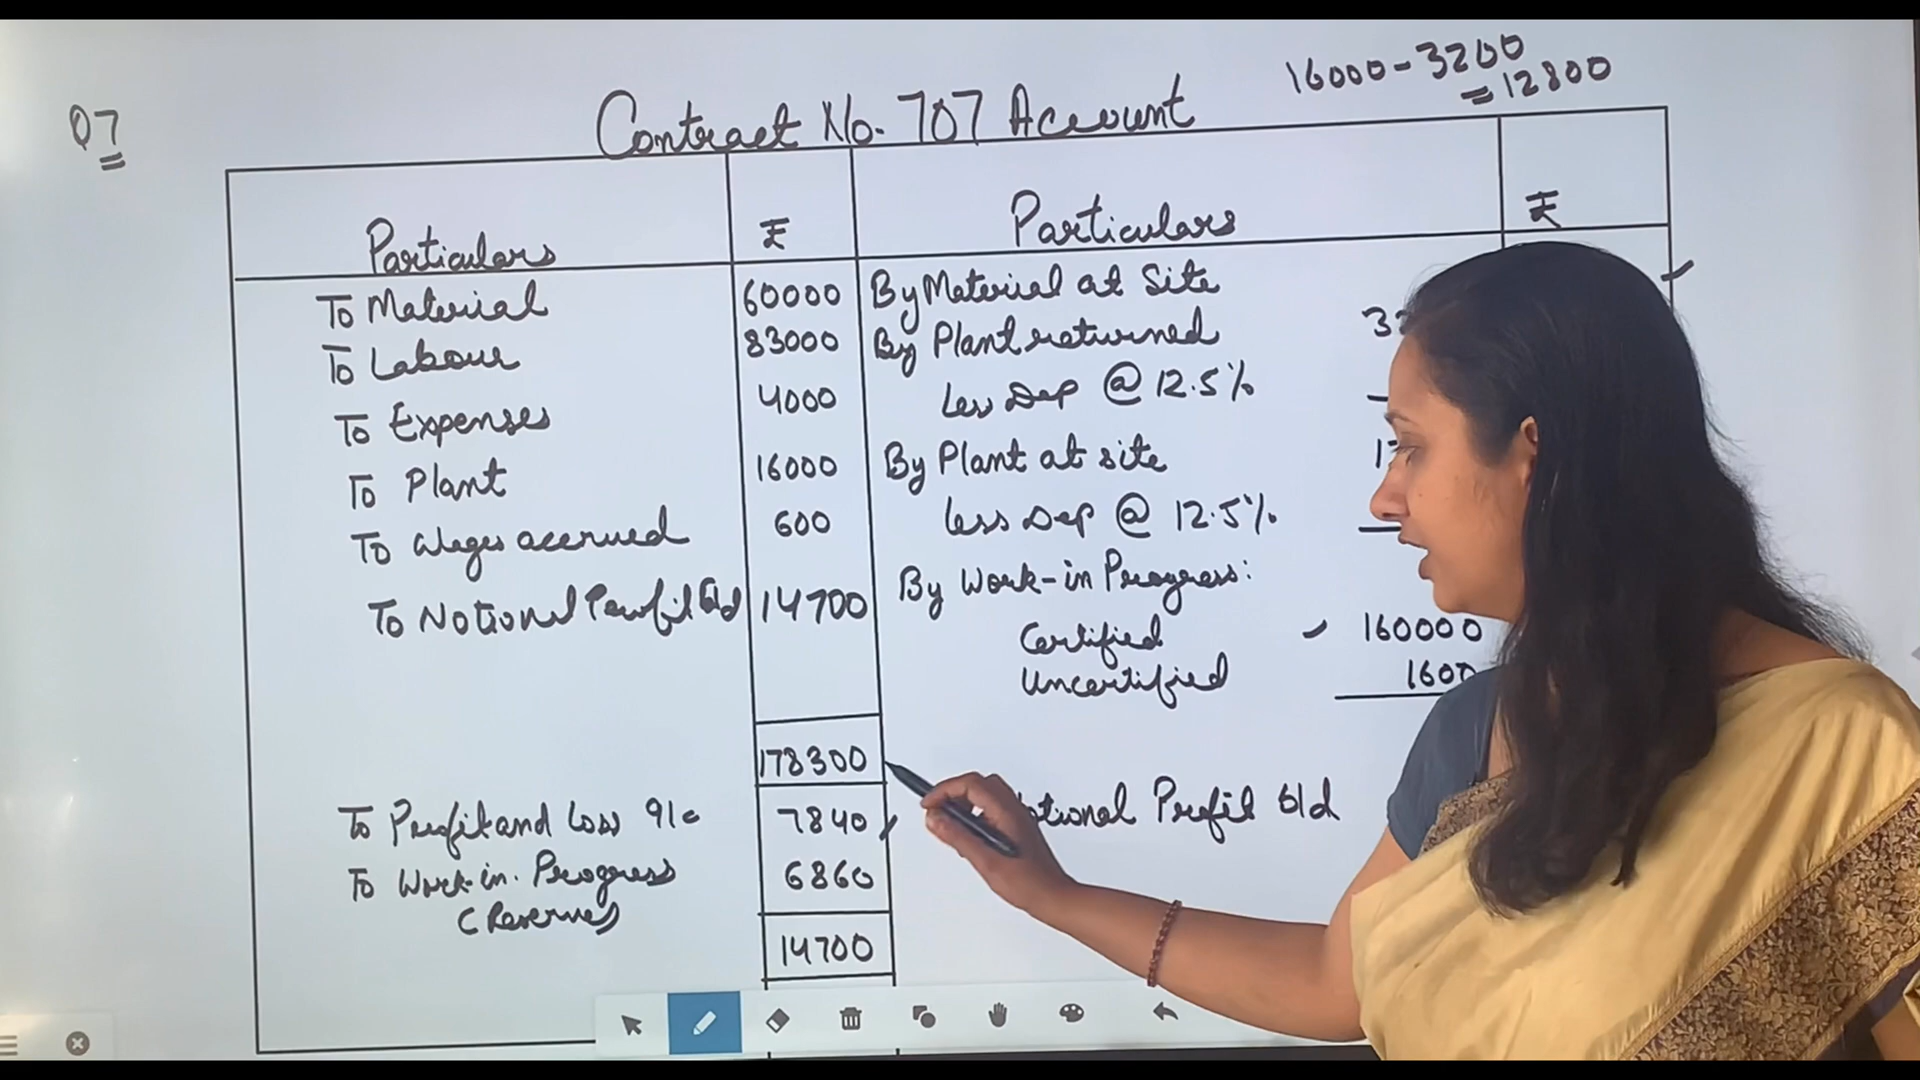 16000 - 3200
= 12800
Q7
Contract No. 707 Account
Particulars ₹ Particulars ₹
To Material 60000 By Material at Site
To Labour 83000 By Plant returned
To Expenses 4000 Less Dep @ 12.5%
To Plant 16000 By Plant at site
To Wages accrued 600 Less Dep @ 12.5%
To Notional Profit b/d 14700 By Work-in Progress:
Certified 160000
Uncertified 1600
178300
To Profit and Loss a/c 7840 Profit b/d
To Work-in. Progress 6860
(Reserve)
14700